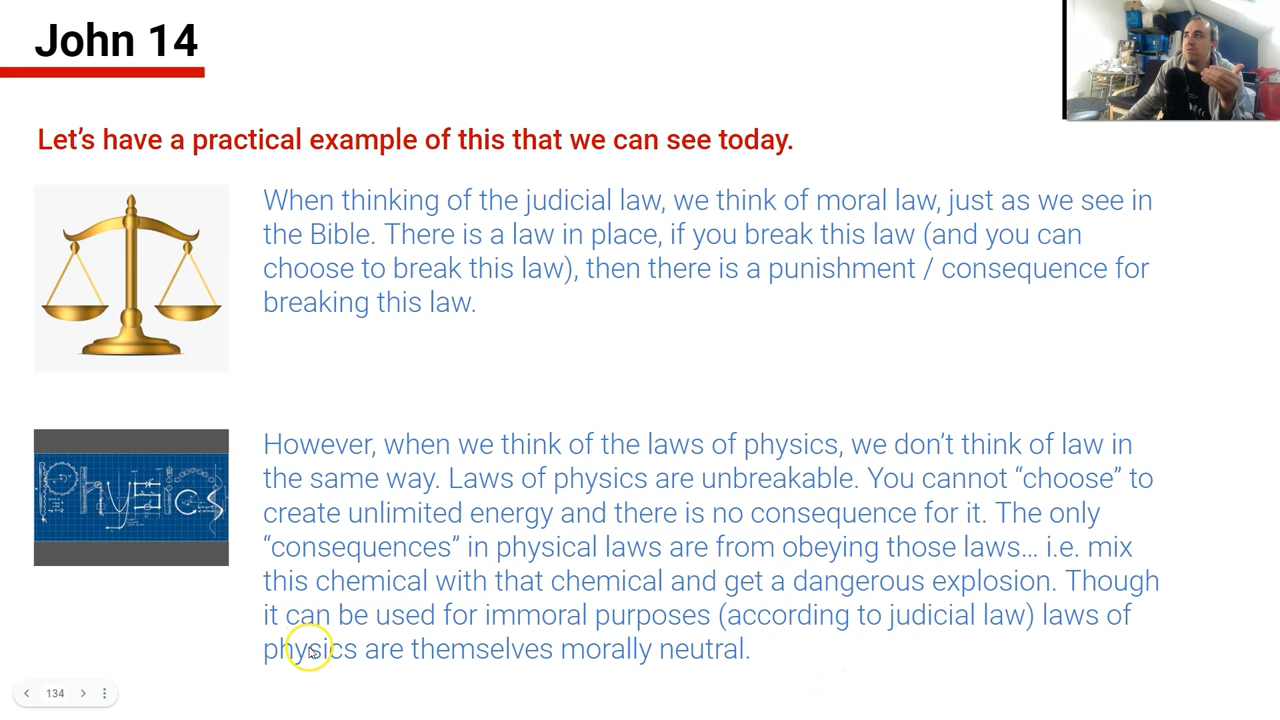 John 14
Let's have a practical example of this that we can see today.
When thinking of the judicial law, we think of moral law, just as we see in
the Bible. There is a law in place, if you break this law (and you can
choose to break this law), then there is a punishment / consequence for
breaking this law.
Physics
However, when we think of the laws of physics, we don't think of law in
the same way. Laws of physics are unbreakable. You cannot “choose” to
create unlimited energy and there is no consequence for it. The only
“consequences” in physical laws are from obeying those laws... i.e. mix
this chemical with that chemical and get a dangerous explosion. Though
it can be used for immoral purposes (according to judicial law) laws of
physics are themselves morally neutral.
134